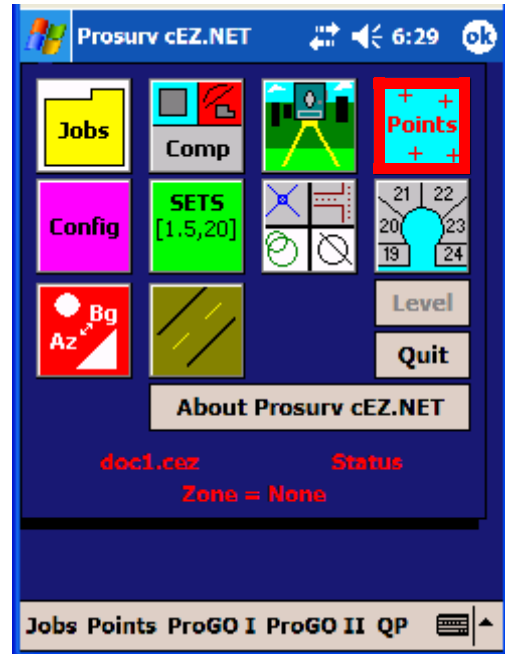 Prosurv cEZ.NET 6:29 ok
Jobs Comp Points
Config SETS [1.5,20] 21 22 20 23 19 24
Bg Az Level
Quit
About Prosurv cEZ.NET
doc1.cez Status
Zone = None
Jobs Points ProGO I ProGO II QP